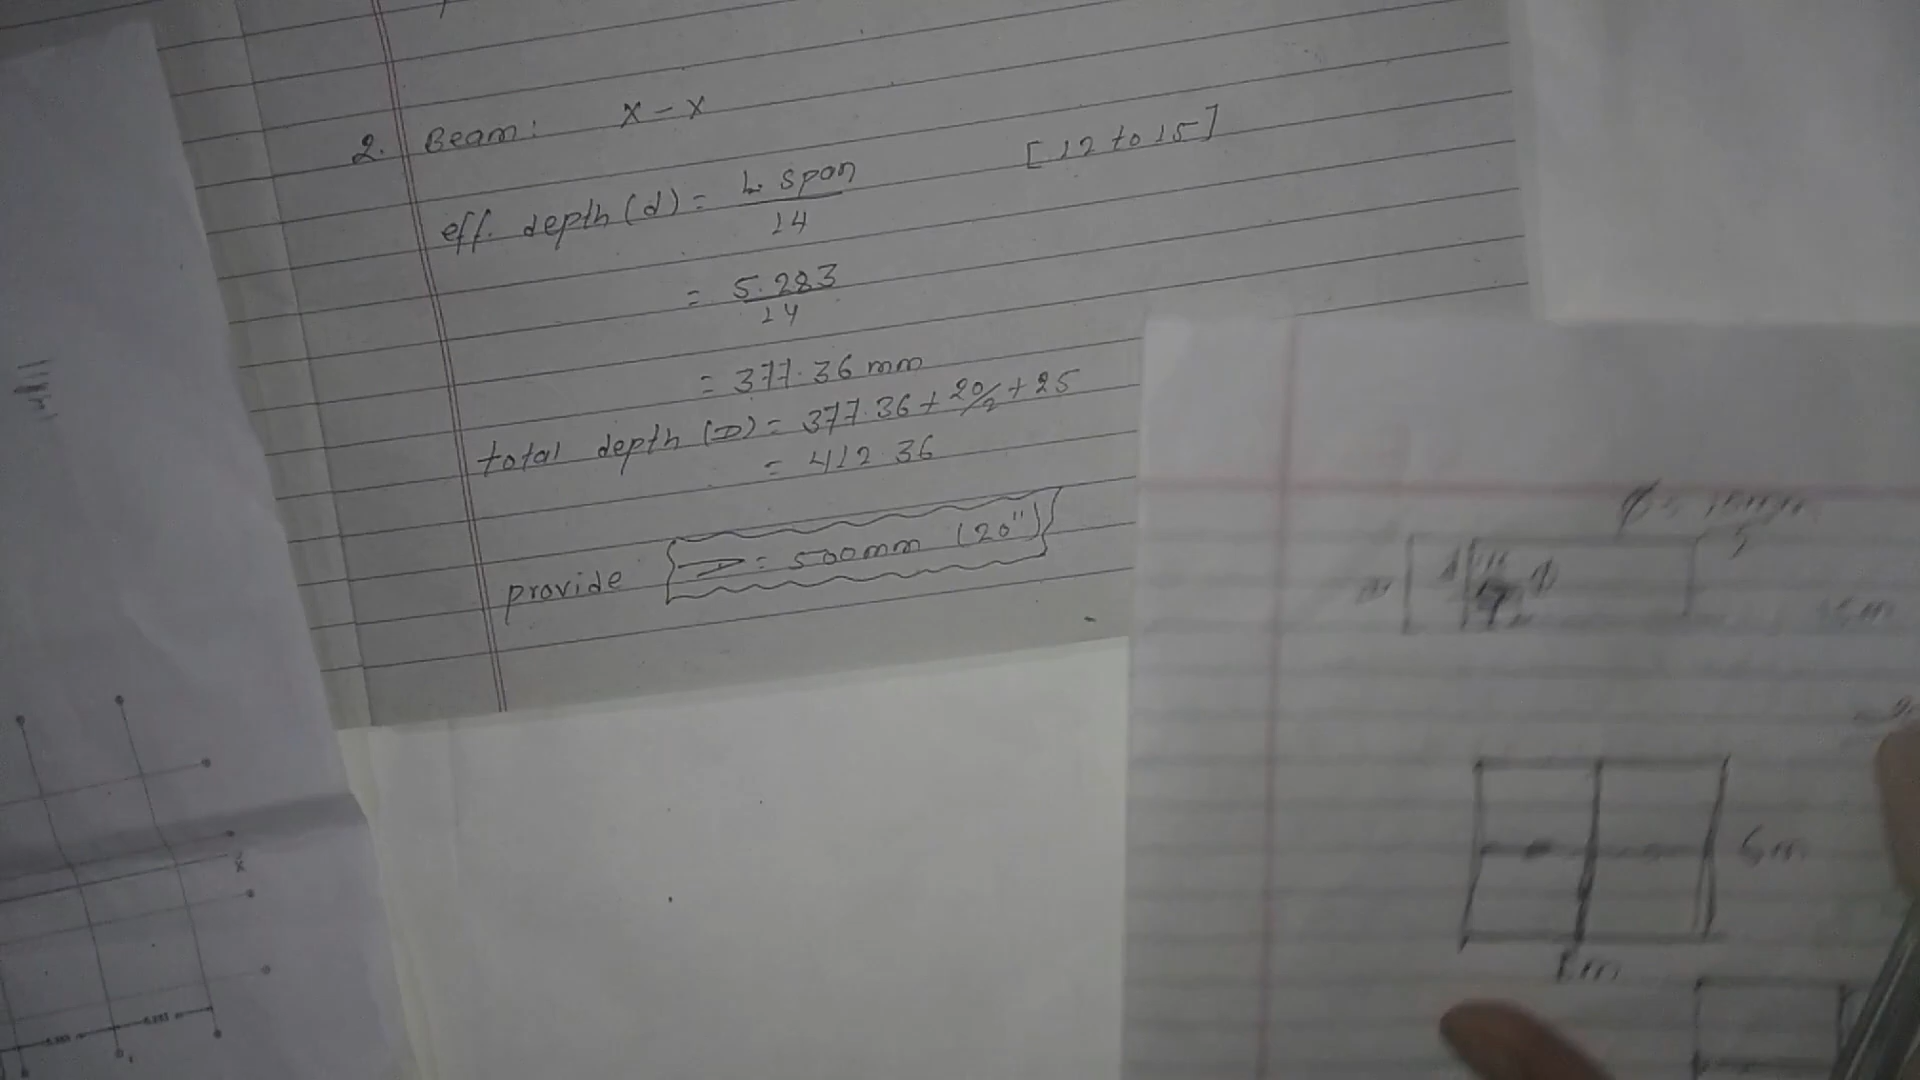 2. Beam: X - X
eff. depth (d) = L span / 14 [12 to 15]
= 5.283 / 14
= 377.36 mm
total depth (D) = 377.36 + 20/2 + 25
= 412.36
provide D = 500mm (20")
6m